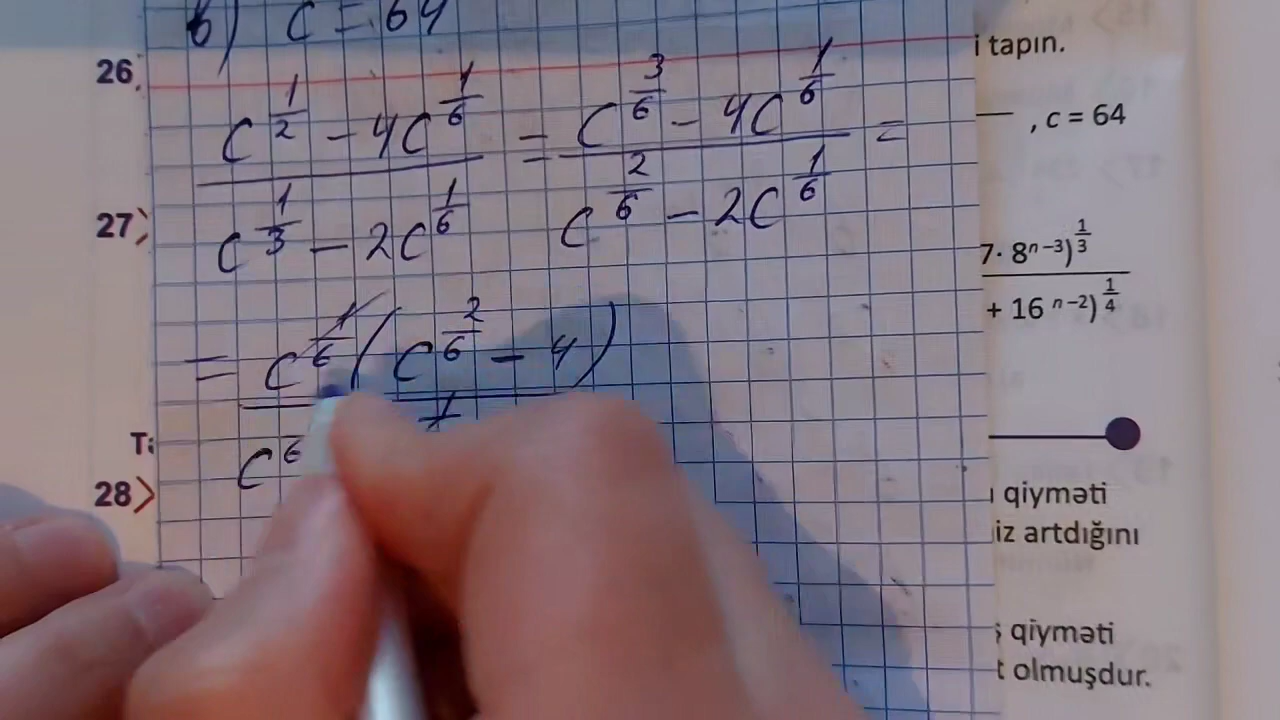 b) c = 64
26.
i tapın.
c^{1/2} - 4c^{1/6} / c^{1/3} - 2c^{1/6} = c^{3/6} - 4c^{1/6} / c^{2/6} - 2c^{1/6} =
, c = 64
27>
7· 8^{n-3})^{1/3}
+ 16^{n-2})^{1/4}
= c^{1/6}(c^{2/6} - 4) / c
28>
qiyməti
iz artdığını
ş qiyməti
t olmuşdur.